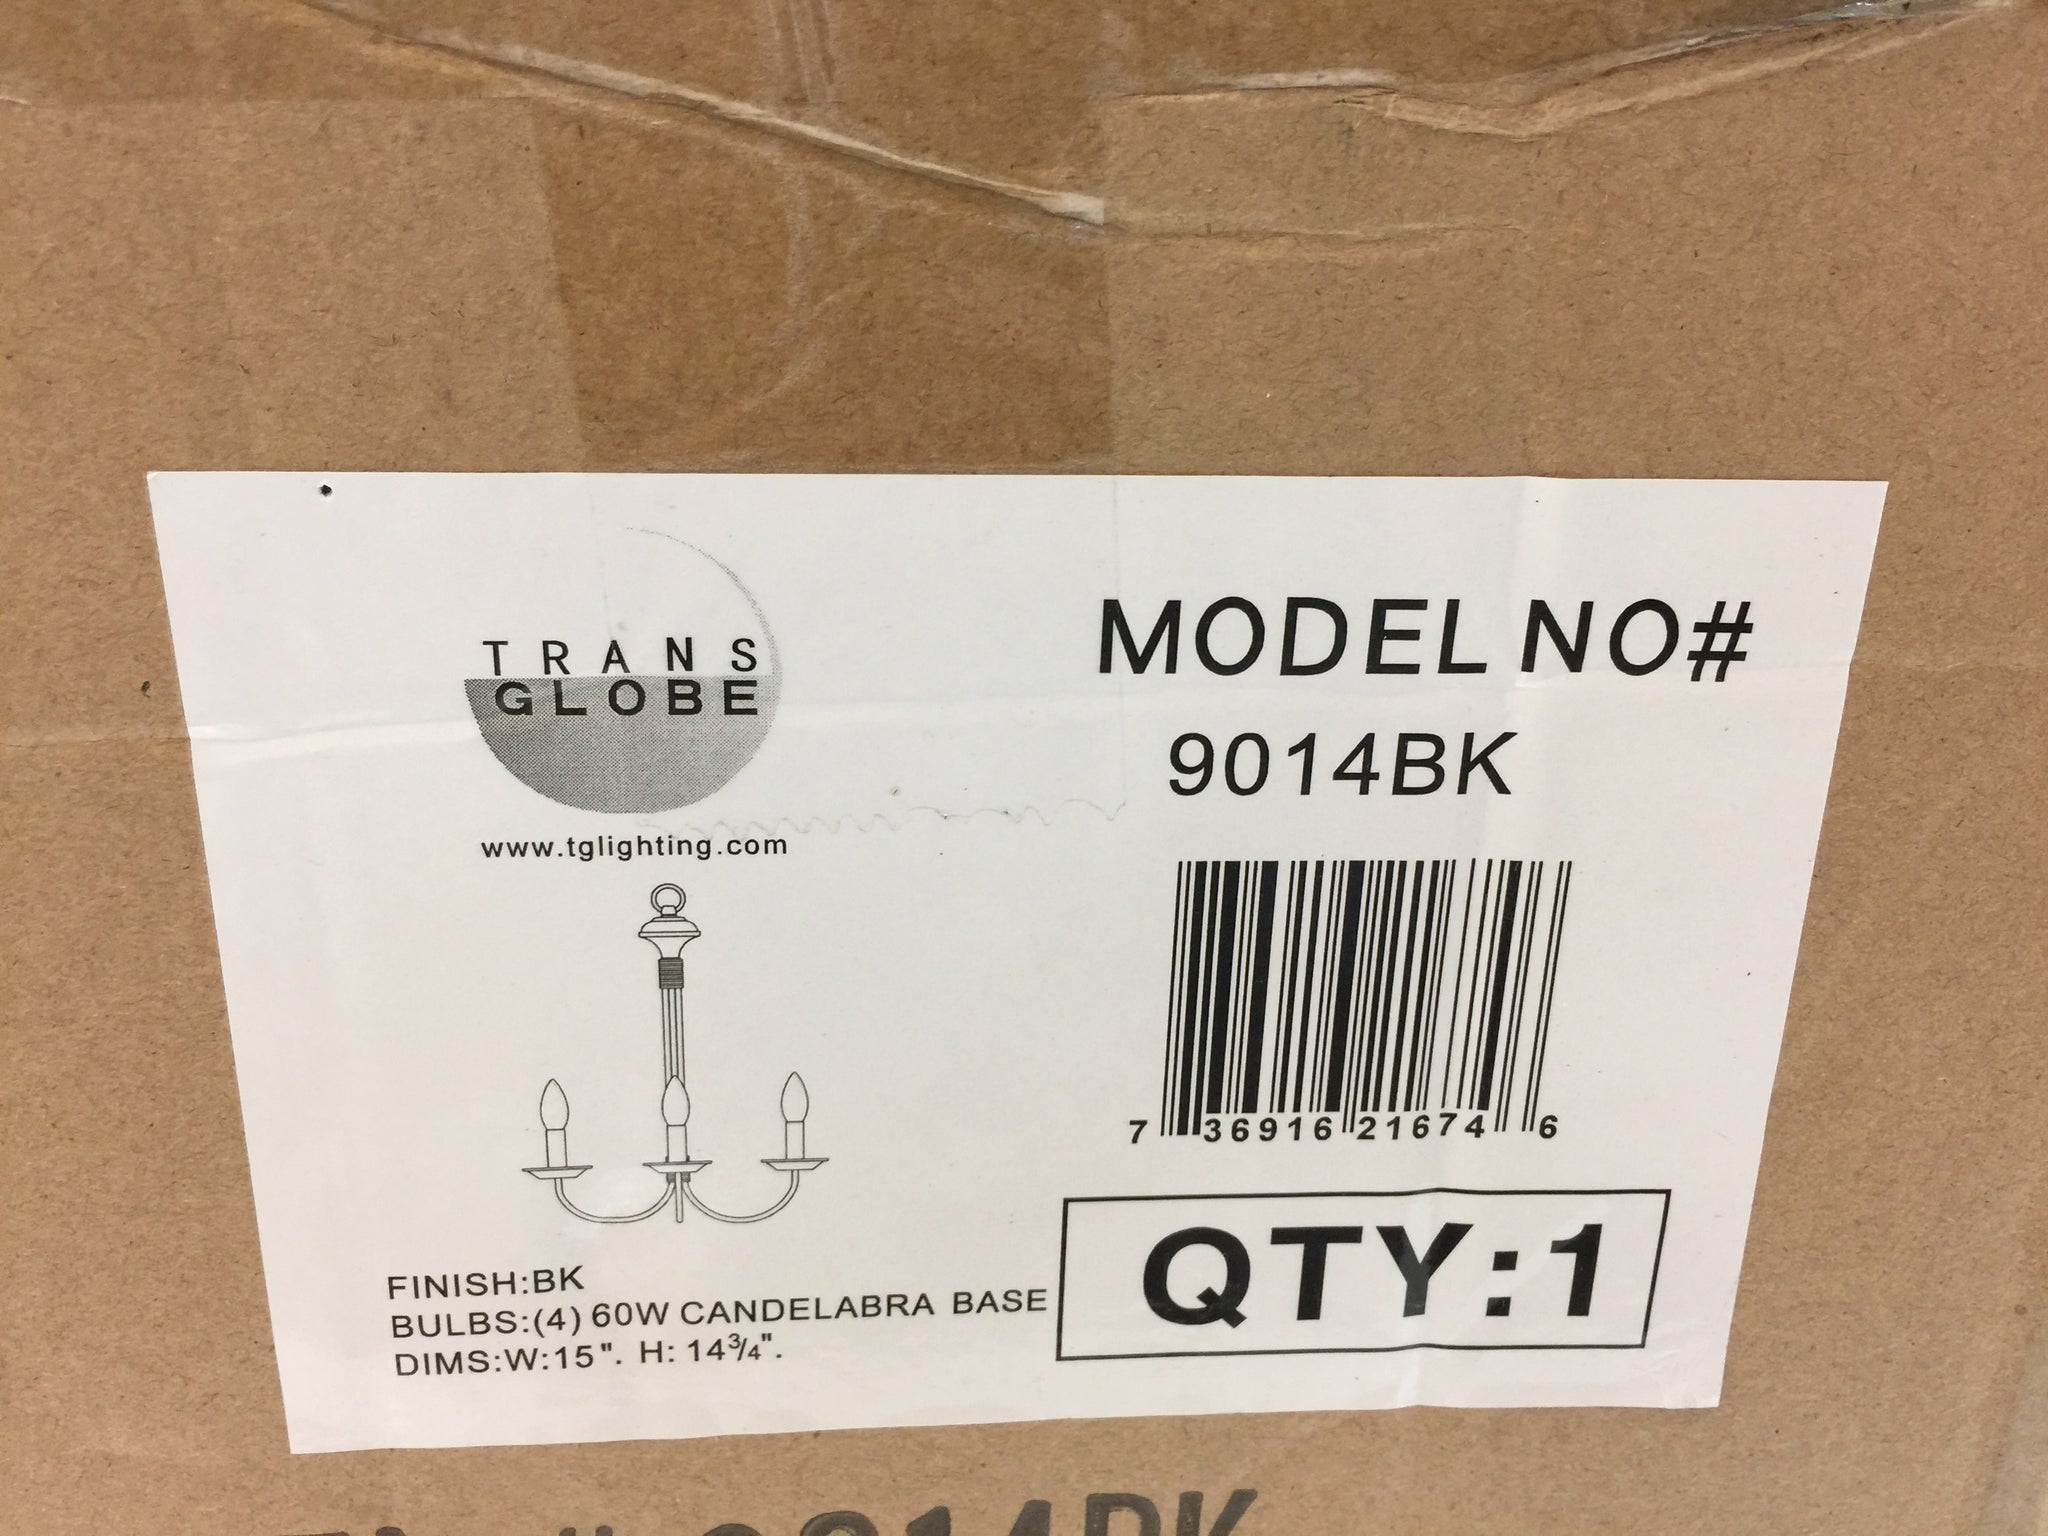 TRANS
GLOBE
www.tglighting.com
MODEL NO#
9014BK
7 36916 21674 6
FINISH:BK
BULBS:(4) 60W CANDELABRA BASE
DIMS:W:15". H: 14¾".
QTY:1
9014BK